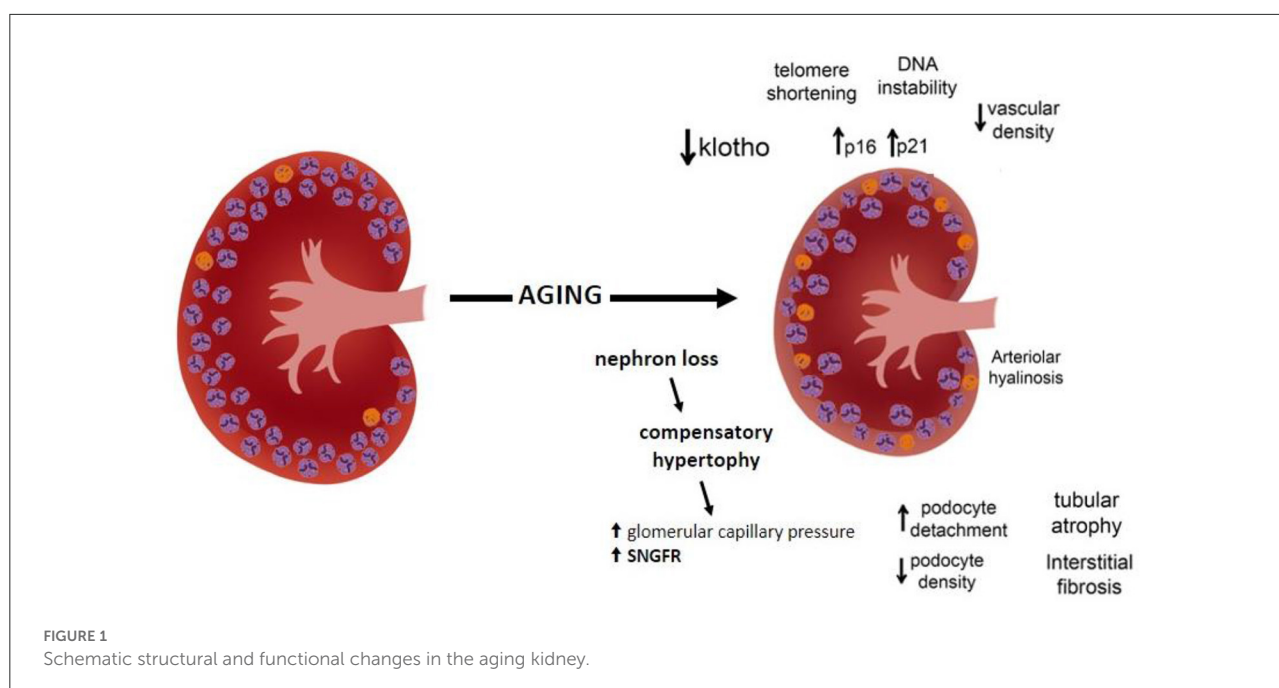 telomere
shortening
DNA
instability
↓ vascular
density
↓ klotho
↑p16 ↑p21
AGING
nephron loss
compensatory
hypertophy
↑ glomerular capillary pressure
↑ SNGFR
Arteriolar
hyalinosis
↑ podocyte
detachment
↓ podocyte
density
tubular
atrophy
Interstitial
fibrosis
FIGURE 1
Schematic structural and functional changes in the aging kidney.